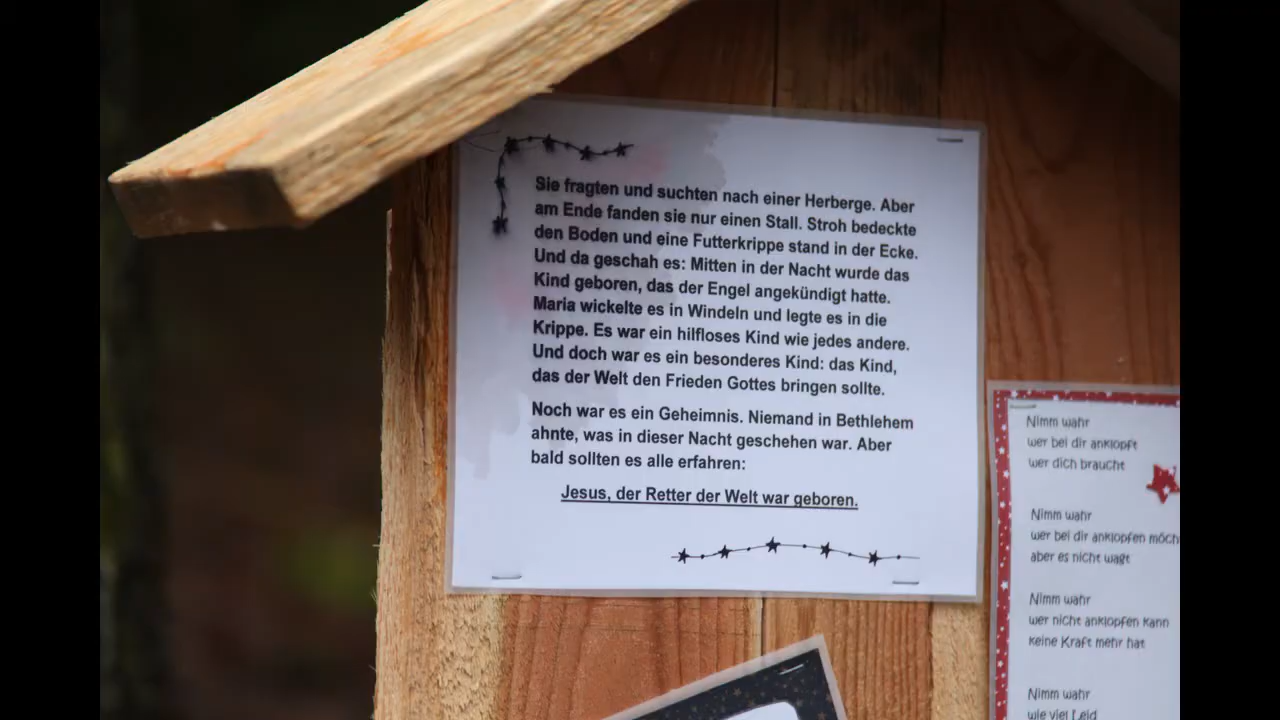 Sie fragten und suchten nach einer Herberge. Aber
am Ende fanden sie nur einen Stall. Stroh bedeckte
den Boden und eine Futterkrippe stand in der Ecke.
Und da geschah es: Mitten in der Nacht wurde das
Kind geboren, das der Engel angekündigt hatte.
Maria wickelte es in Windeln und legte es in die
Krippe. Es war ein hilfloses Kind wie jedes andere.
Und doch war es ein besonderes Kind: das Kind,
das der Welt den Frieden Gottes bringen sollte.
Noch war es ein Geheimnis. Niemand in Bethlehem
ahnte, was in dieser Nacht geschehen war. Aber
bald sollten es alle erfahren:
Jesus, der Retter der Welt war geboren.
Nimm wahr
wer bei dir anklopft
wer dich braucht
Nimm wahr
wer bei dir anklopfen möch
aber es nicht wagt
Nimm wahr
wer nicht anklopfen kann
keine Kraft mehr hat
Nimm wahr
wie viel Leid